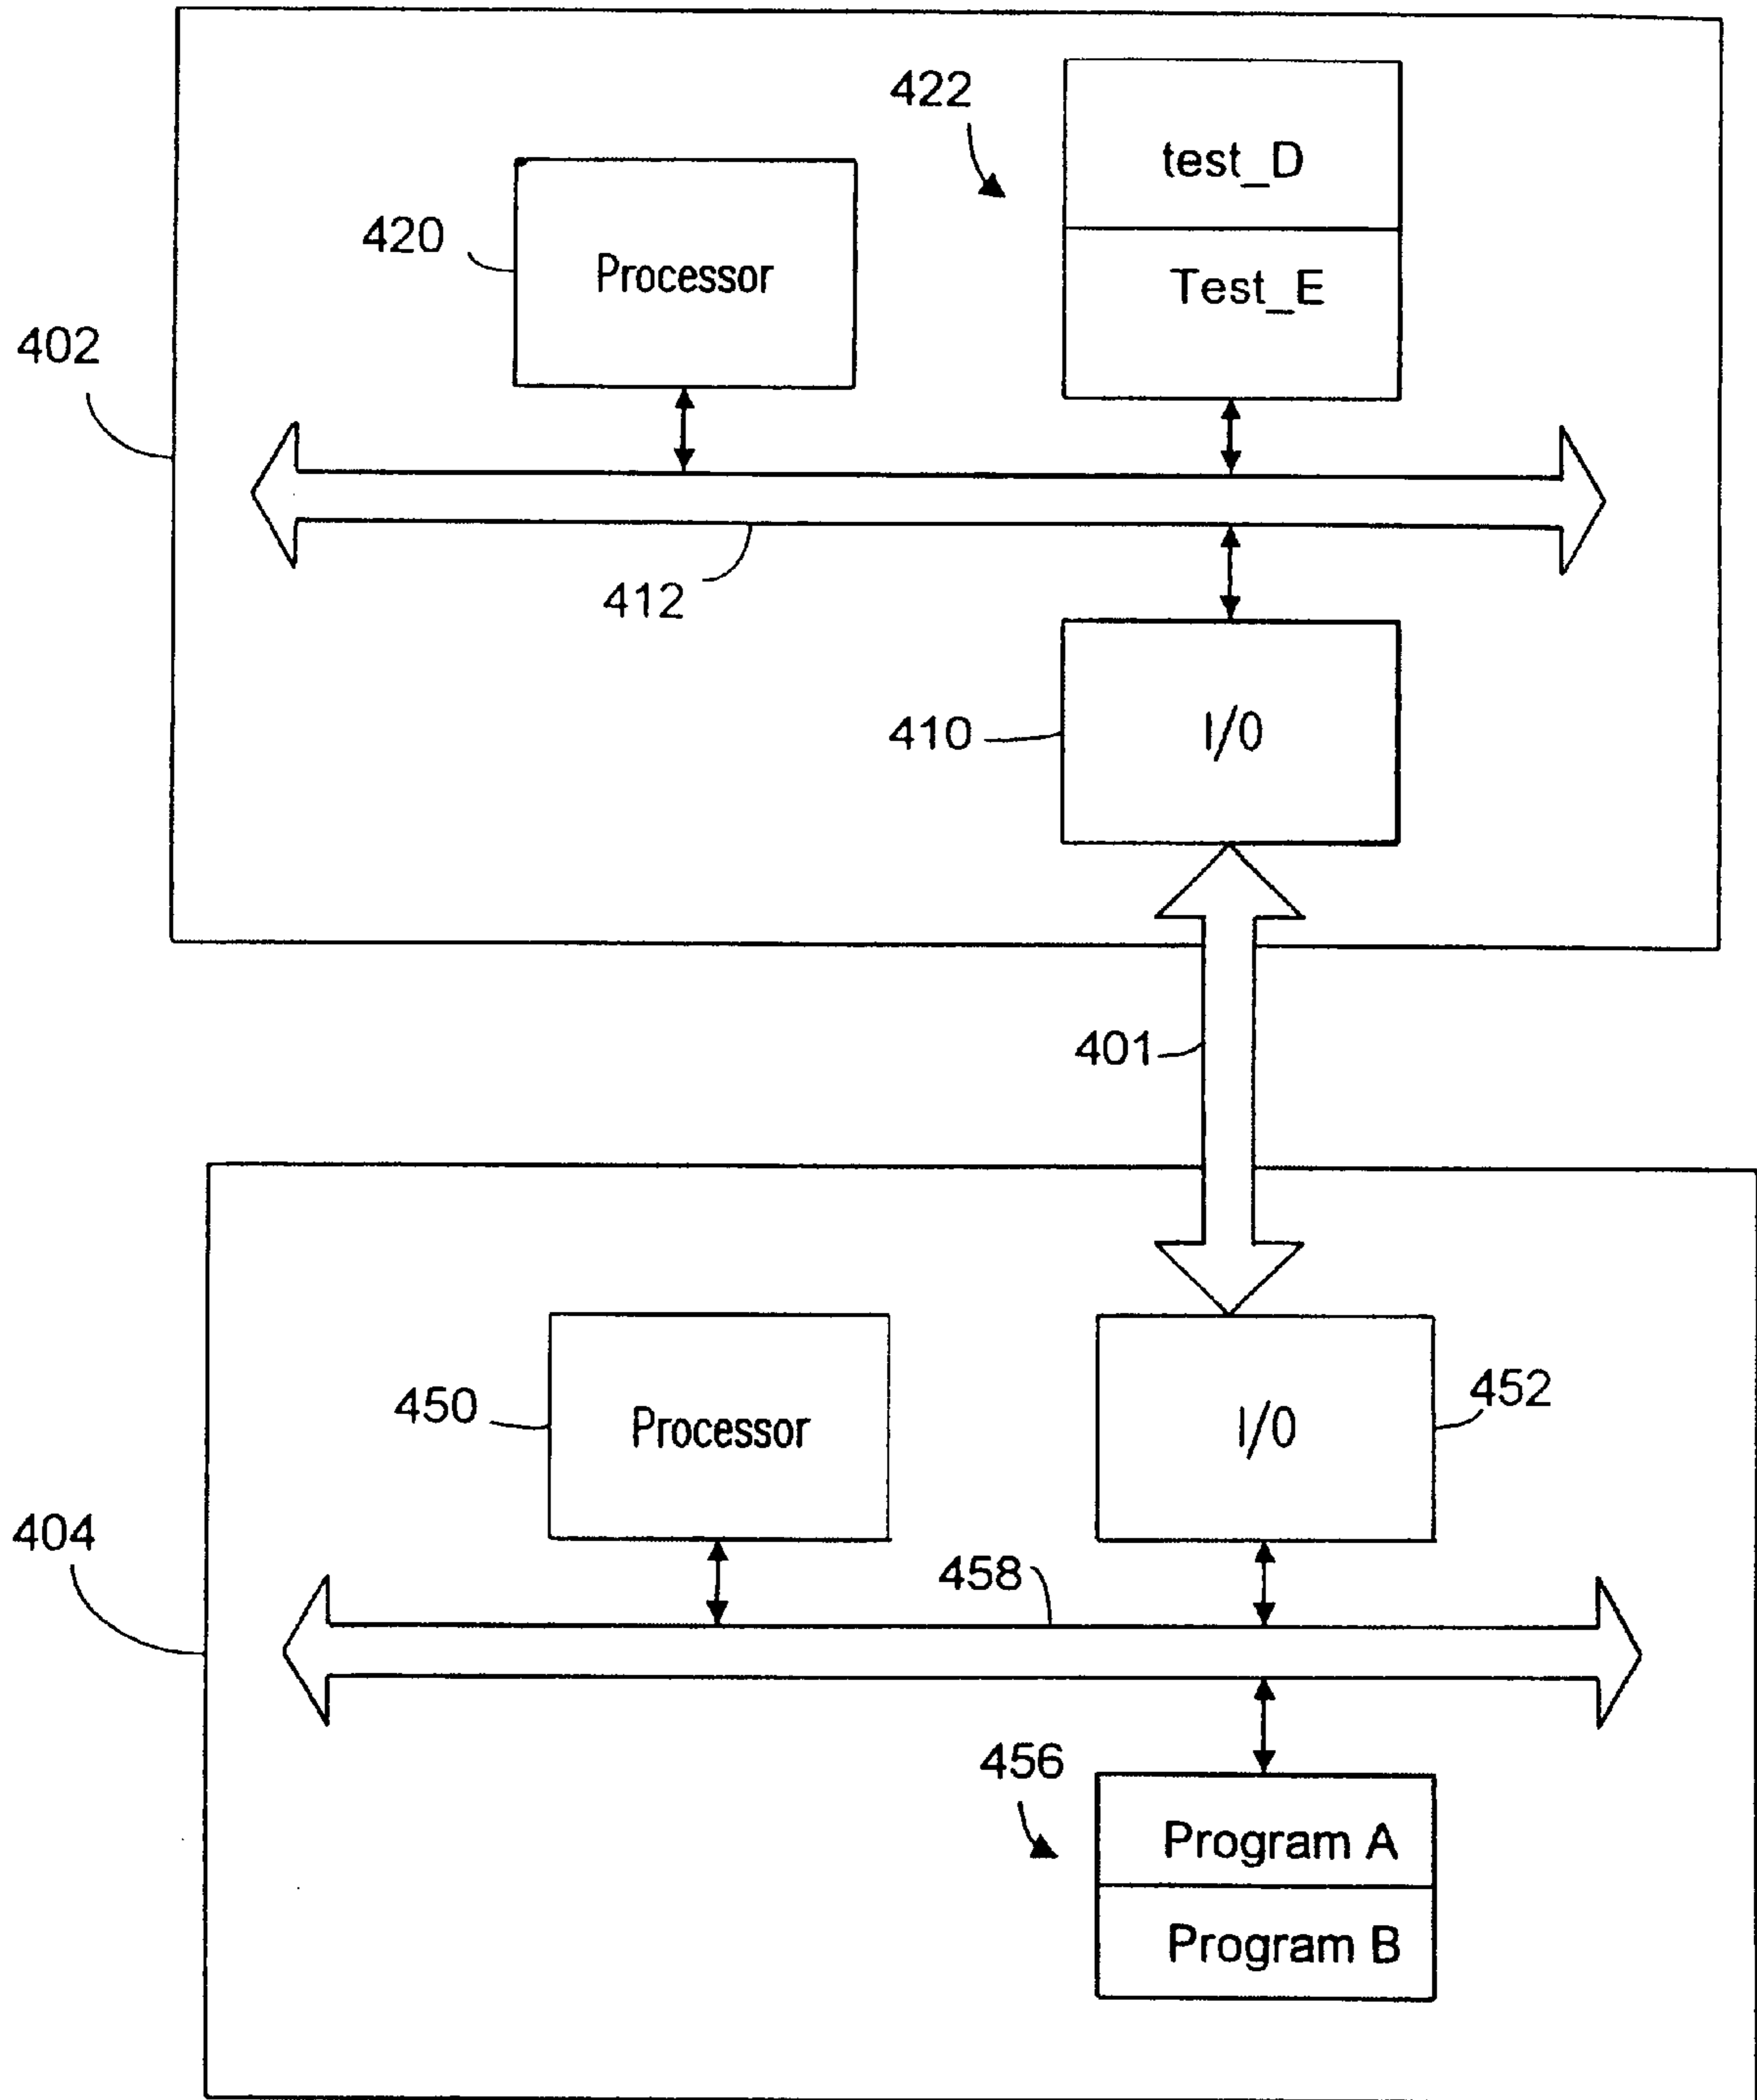 422
test_D
420
Processor
Test_E
402
412
410
I/0
401
450
Processor
I/0
452
404
458
456
Program A
Program B